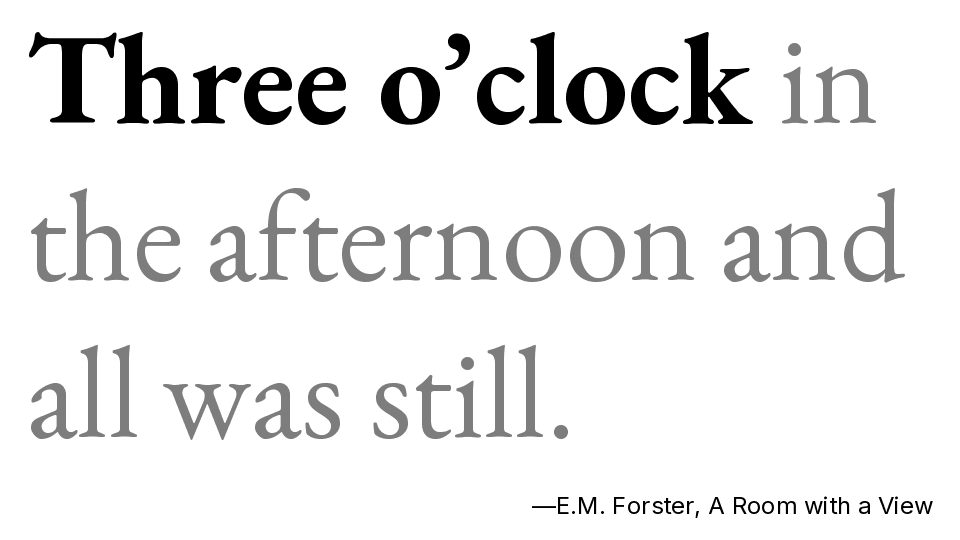 Three o’clock in
the afternoon and
all was still.
—E.M. Forster, A Room with a View